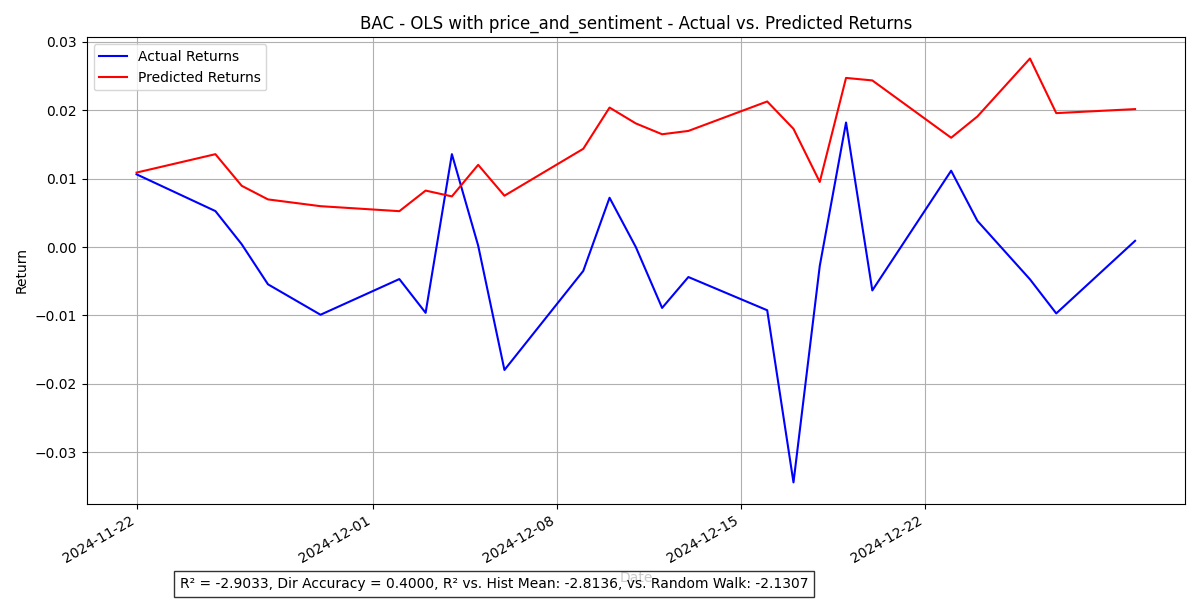 BAC - OLS with price_and_sentiment - Actual vs. Predicted Returns
Actual Returns
Predicted Returns
0.03
0.02
0.01
0.00
−0.01
−0.02
−0.03
Return
2024-11-22
2024-12-01
2024-12-08
2024-12-15
2024-12-22
Date
R² = -2.9033, Dir Accuracy = 0.4000, R² vs. Hist Mean: -2.8136, vs. Random Walk: -2.1307